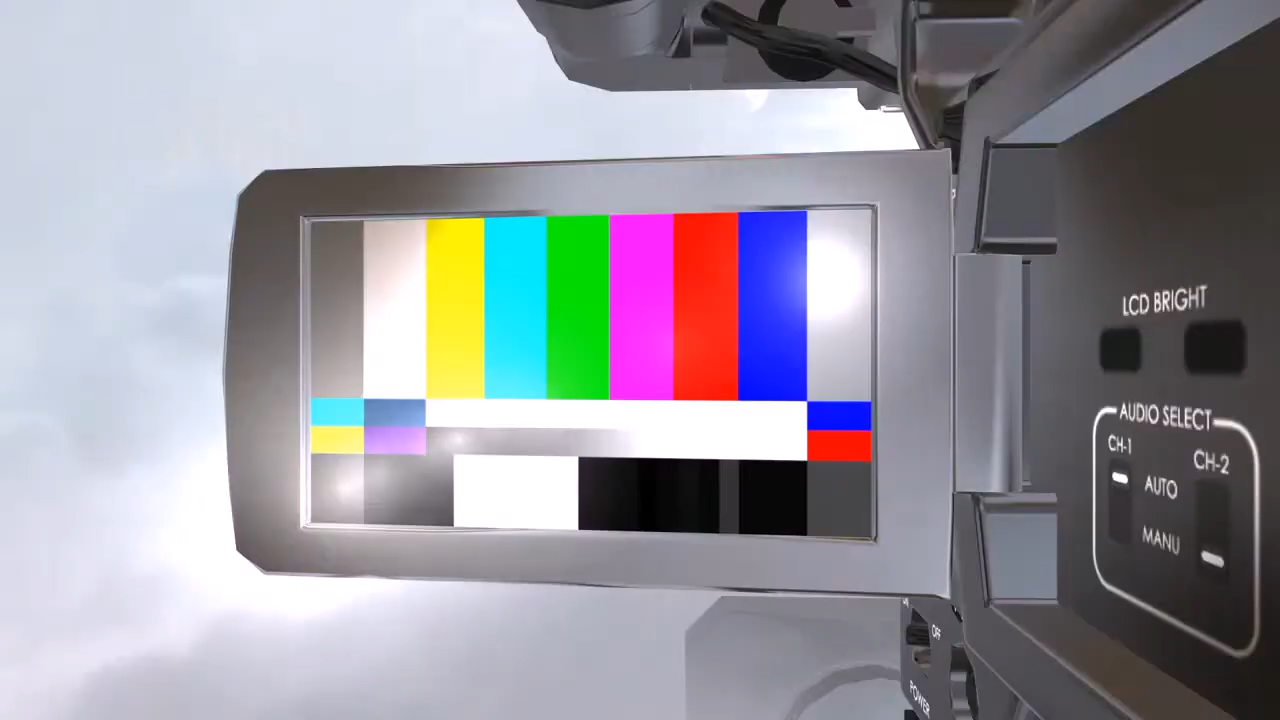 LCD BRIGHT
AUDIO SELECT
CH-1
CH-2
AUTO
MANU
OFF
POWER